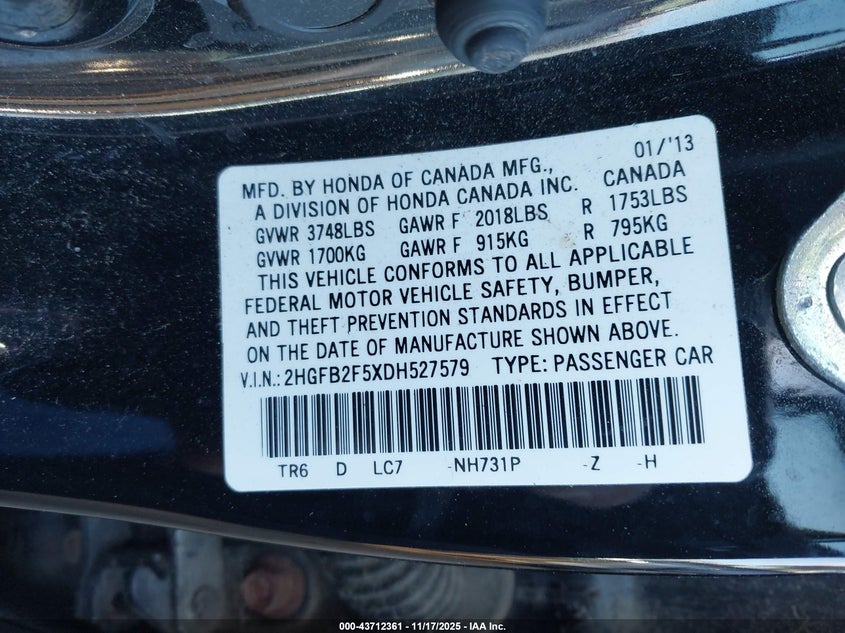 01/'13
MFD. BY HONDA OF CANADA MFG.,
A DIVISION OF HONDA CANADA INC. CANADA
GVWR 3748LBS GAWR F 2018LBS R 1753LBS
GVWR 1700KG GAWR F 915KG R 795KG
THIS VEHICLE CONFORMS TO ALL APPLICABLE
FEDERAL MOTOR VEHICLE SAFETY, BUMPER,
AND THEFT PREVENTION STANDARDS IN EFFECT
ON THE DATE OF MANUFACTURE SHOWN ABOVE.
V.I.N.: 2HGFB2F5XDH527579 TYPE: PASSENGER CAR
TR6 D LC7 -NH731P -Z -H
000-43712361 - 11/17/2025 - IAA Inc.